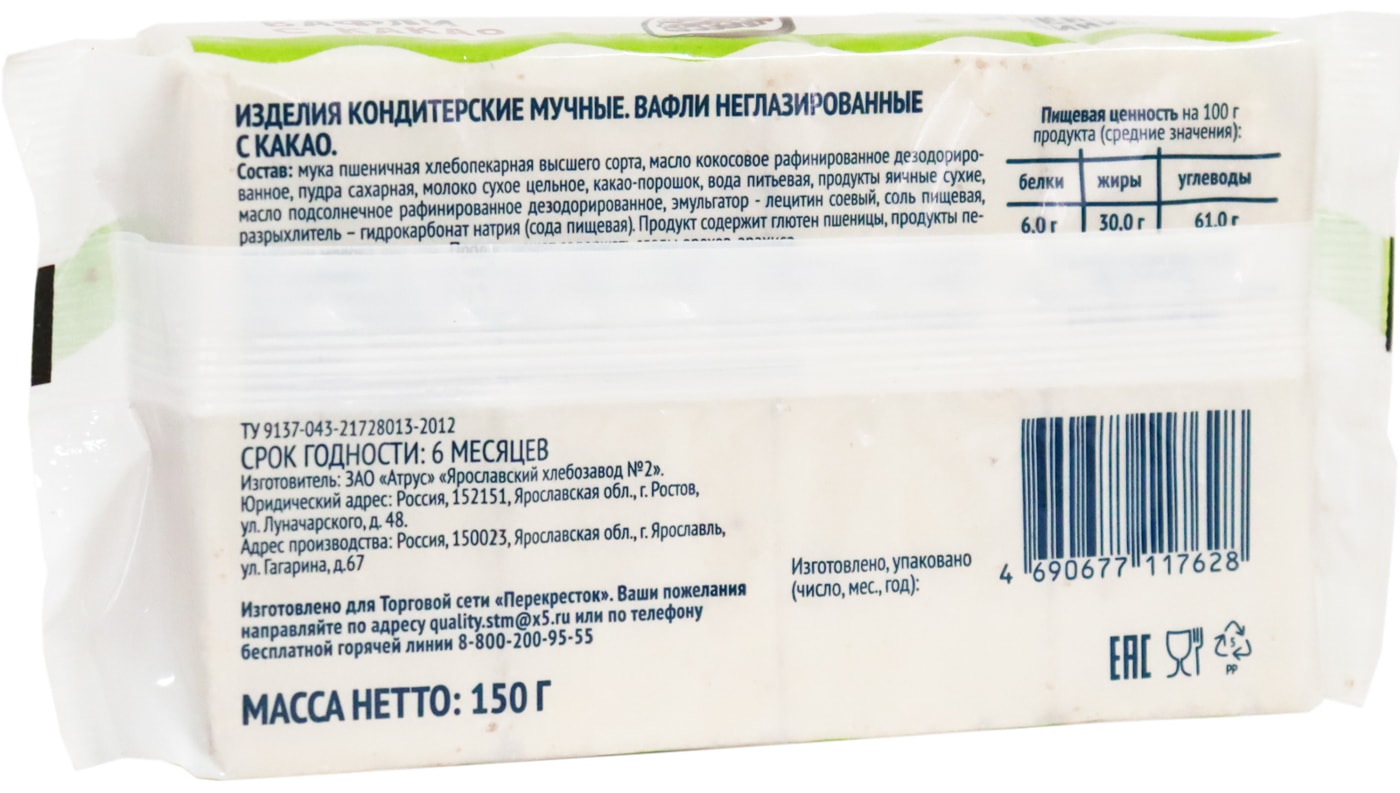 ВАФЛИ
С КАКАО
ИЗДЕЛИЯ КОНДИТЕРСКИЕ МУЧНЫЕ. ВАФЛИ НЕГЛАЗИРОВАННЫЕ
С КАКАО.
Состав: мука пшеничная хлебопекарная высшего сорта, масло кокосовое рафинированное дезодориро-
ванное, пудра сахарная, молоко сухое цельное, какао-порошок, вода питьевая, продукты яичные сухие,
масло подсолнечное рафинированное дезодорированное, эмульгатор - лецитин соевый, соль пищевая,
разрыхлитель – гидрокарбонат натрия (сода пищевая). Продукт содержит глютен пшеницы, продукты пе-
Пищевая ценность на 100 г
продукта (средние значения):
белки жиры углеводы
6,0 г 30,0 г 61,0 г
ТУ 9137-043-21728013-2012
СРОК ГОДНОСТИ: 6 МЕСЯЦЕВ
Изготовитель: ЗАО «Атрус» «Ярославский хлебозавод №2».
Юридический адрес: Россия, 152151, Ярославская обл., г. Ростов,
ул. Луначарского, д. 48.
Адрес производства: Россия, 150023, Ярославская обл., г. Ярославль,
ул. Гагарина, д.67
Изготовлено для Торговой сети «Перекресток». Ваши пожелания
направляйте по адресу quality.stm@x5.ru или по телефону
бесплатной горячей линии 8-800-200-95-55
МАССА НЕТТО: 150 Г
Изготовлено, упаковано
(число, мес., год):
4 690677 117628
ЕАС
5
PP